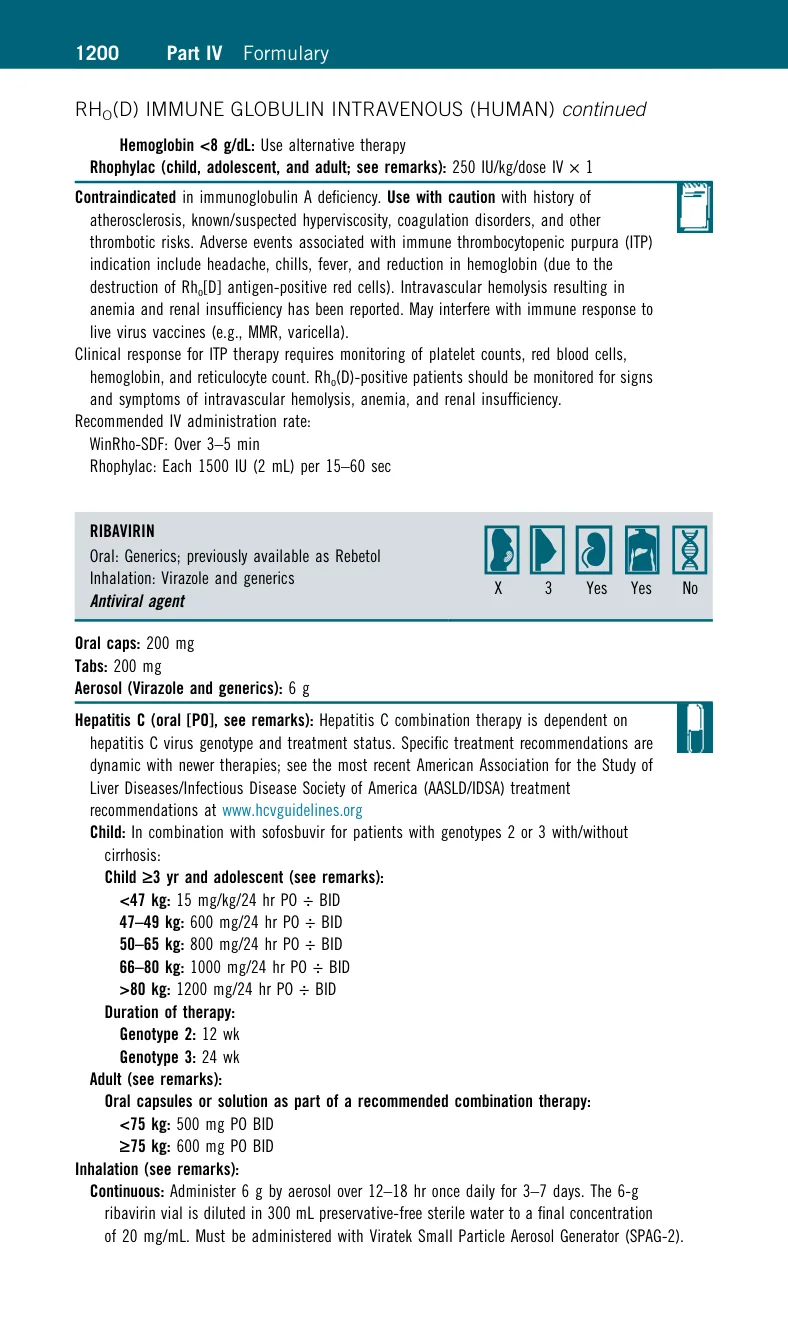 1200 Part IV Formulary
RHO(D) IMMUNE GLOBULIN INTRAVENOUS (HUMAN) continued
Hemoglobin <8 g/dL: Use alternative therapy
Rhophylac (child, adolescent, and adult; see remarks): 250 IU/kg/dose IV × 1
Contraindicated in immunoglobulin A deficiency. Use with caution with history of
atherosclerosis, known/suspected hyperviscosity, coagulation disorders, and other
thrombotic risks. Adverse events associated with immune thrombocytopenic purpura (ITP)
indication include headache, chills, fever, and reduction in hemoglobin (due to the
destruction of Rho[D] antigen-positive red cells). Intravascular hemolysis resulting in
anemia and renal insufficiency has been reported. May interfere with immune response to
live virus vaccines (e.g., MMR, varicella).
Clinical response for ITP therapy requires monitoring of platelet counts, red blood cells,
hemoglobin, and reticulocyte count. Rho(D)-positive patients should be monitored for signs
and symptoms of intravascular hemolysis, anemia, and renal insufficiency.
Recommended IV administration rate:
WinRho-SDF: Over 3–5 min
Rhophylac: Each 1500 IU (2 mL) per 15–60 sec
RIBAVIRIN
Oral: Generics; previously available as Rebetol
Inhalation: Virazole and generics
Antiviral agent
X 3 Yes Yes No
Oral caps: 200 mg
Tabs: 200 mg
Aerosol (Virazole and generics): 6 g
Hepatitis C (oral [PO], see remarks): Hepatitis C combination therapy is dependent on
hepatitis C virus genotype and treatment status. Specific treatment recommendations are
dynamic with newer therapies; see the most recent American Association for the Study of
Liver Diseases/Infectious Disease Society of America (AASLD/IDSA) treatment
recommendations at www.hcvguidelines.org
Child: In combination with sofosbuvir for patients with genotypes 2 or 3 with/without
cirrhosis:
Child ≥3 yr and adolescent (see remarks):
<47 kg: 15 mg/kg/24 hr PO ÷ BID
47–49 kg: 600 mg/24 hr PO ÷ BID
50–65 kg: 800 mg/24 hr PO ÷ BID
66–80 kg: 1000 mg/24 hr PO ÷ BID
>80 kg: 1200 mg/24 hr PO ÷ BID
Duration of therapy:
Genotype 2: 12 wk
Genotype 3: 24 wk
Adult (see remarks):
Oral capsules or solution as part of a recommended combination therapy:
<75 kg: 500 mg PO BID
≥75 kg: 600 mg PO BID
Inhalation (see remarks):
Continuous: Administer 6 g by aerosol over 12–18 hr once daily for 3–7 days. The 6-g
ribavirin vial is diluted in 300 mL preservative-free sterile water to a final concentration
of 20 mg/mL. Must be administered with Viratek Small Particle Aerosol Generator (SPAG-2).